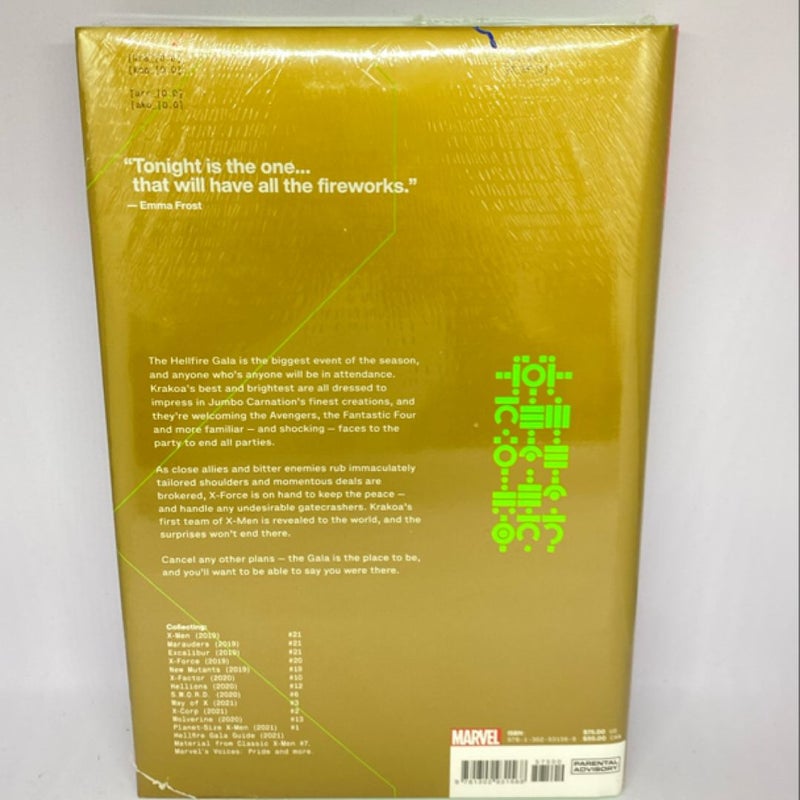 “Tonight is the one...
that will have all the fireworks.”
— Emma Frost
The Hellfire Gala is the biggest event of the season,
and anyone who's anyone will be in attendance.
Krakoa's best and brightest are all dressed to
impress in Jumbo Carnation's finest creations, and
they're welcoming the Avengers, the Fantastic Four
and more familiar — and shocking — faces to the
party to end all parties.
As close allies and bitter enemies rub immaculately
tailored shoulders and momentous deals are
brokered, X-Force is on hand to keep the peace —
and handle any undesirable gatecrashers. Krakoa's
first team of X-Men is revealed to the world, and the
surprises won't end there.
Cancel any other plans — the Gala is the place to be,
and you'll want to be able to say you were there.
Collecting:
X-Men (2019) #21
Marauders (2019) #21
Excalibur (2019) #21
X-Force (2019) #20
New Mutants (2019) #19
X-Factor (2020) #10
Hellions (2020) #12
S.W.O.R.D. (2020) #6
Way of X (2021) #3
X-Corp (2021) #2
Wolverine (2020) #13
Planet-Size X-Men (2021) #1
Hellfire Gala Guide (2021)
Material from Classic X-Men #7,
Marvel's Voices: Pride and more.
MARVEL
ISBN:
$75.00 US
PARENTAL
ADVISORY
57500